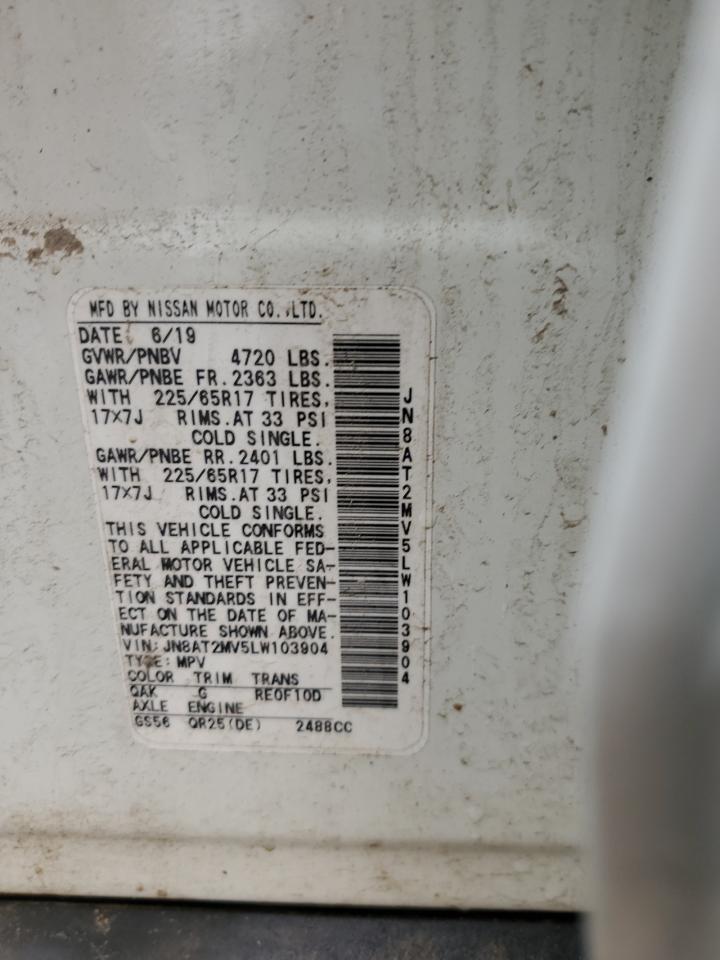 MFD BY NISSAN MOTOR CO.,LTD.
DATE: 6/19
GVWR/PNBV 4720 LBS.
GAWR/PNBE FR.2363 LBS.
WITH 225/65R17 TIRES,
17X7J RIMS.AT 33 PSI
COLD SINGLE.
GAWR/PNBE RR.2401 LBS.
WITH 225/65R17 TIRES,
17X7J RIMS.AT 33 PSI
COLD SINGLE.
THIS VEHICLE CONFORMS
TO ALL APPLICABLE FED-
ERAL MOTOR VEHICLE SA-
FETY AND THEFT PREVEN-
TION STANDARDS IN EFF-
ECT ON THE DATE OF MA-
NUFACTURE SHOWN ABOVE.
VIN:JN8AT2MV5LW103904
TYPE:MPV
COLOR TRIM TRANS
QAK G RE0F10D
AXLE ENGINE
GS56 QR25(DE) 2488CC
JN8AT2MV5LW103904